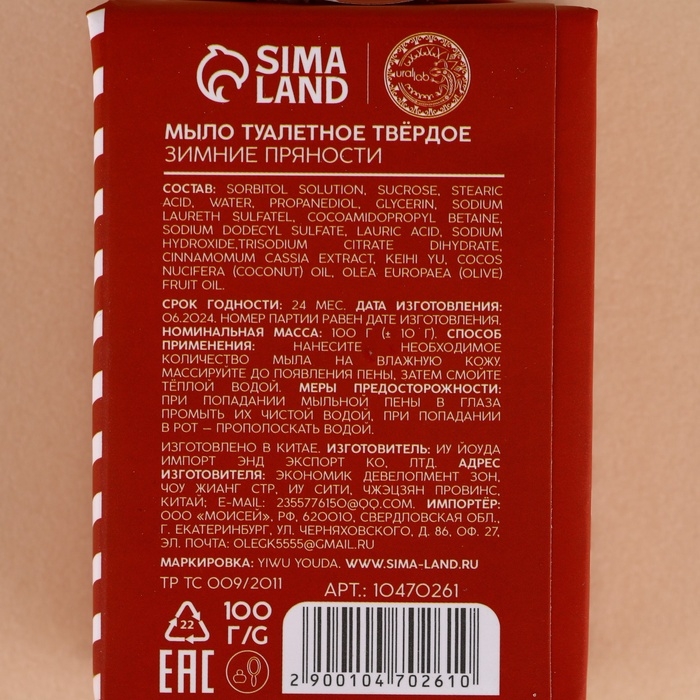 SIMA
LAND
urallab
МЫЛО ТУАЛЕТНОЕ ТВЁРДОЕ
ЗИМНИЕ ПРЯНОСТИ
СОСТАВ: SORBITOL SOLUTION, SUCROSE, STEARIC
ACID, WATER, PROPANEDIOL, GLYCERIN, SODIUM
LAURETH SULFATEL, COCOAMIDOPROPYL BETAINE,
SODIUM DODECYL SULFATE, LAURIC ACID, SODIUM
HYDROXIDE,TRISODIUM CITRATE DIHYDRATE,
CINNAMOMUM CASSIA EXTRACT, KEIHI YU, COCOS
NUCIFERA (COCONUT) OIL, OLEA EUROPAEA (OLIVE)
FRUIT OIL.
СРОК ГОДНОСТИ: 24 МЕС. ДАТА ИЗГОТОВЛЕНИЯ:
06.2024. НОМЕР ПАРТИИ РАВЕН ДАТЕ ИЗГОТОВЛЕНИЯ.
НОМИНАЛЬНАЯ МАССА: 100 Г (± 10 Г). СПОСОБ
ПРИМЕНЕНИЯ: НАНЕСИТЕ НЕОБХОДИМОЕ
КОЛИЧЕСТВО МЫЛА НА ВЛАЖНУЮ КОЖУ.
МАССИРУЙТЕ ДО ПОЯВЛЕНИЯ ПЕНЫ, ЗАТЕМ СМОЙТЕ
ТЁПЛОЙ ВОДОЙ. МЕРЫ ПРЕДОСТОРОЖНОСТИ:
ПРИ ПОПАДАНИИ МЫЛЬНОЙ ПЕНЫ В ГЛАЗА
ПРОМЫТЬ ИХ ЧИСТОЙ ВОДОЙ, ПРИ ПОПАДАНИИ
В РОТ — ПРОПОЛОСКАТЬ ВОДОЙ.
ИЗГОТОВЛЕНО В КИТАЕ. ИЗГОТОВИТЕЛЬ: ИУ ЙОУДА
ИМПОРТ ЭНД ЭКСПОРТ КО, ЛТД. АДРЕС
ИЗГОТОВИТЕЛЯ: ЭКОНОМИК ДЕВЕЛОПМЕНТ ЗОН,
ЧОУ ЖИАНГ СТР, ИУ СИТИ, ЧЖЭЦЗЯН ПРОВИНС,
КИТАЙ; E-MAIL: 2355776150@QQ.COM. ИМПОРТЁР:
ООО «МОИСЕЙ», РФ, 620010, СВЕРДЛОВСКАЯ ОБЛ.,
Г. ЕКАТЕРИНБУРГ, УЛ. ЧЕРНЯХОВСКОГО, Д. 86, ОФ. 27,
ЭЛ. ПОЧТА: OLEGK5555@GMAIL.RU
МАРКИРОВКА: YIWU YOUDA. WWW.SIMA-LAND.RU
ТР ТС 009/2011 АРТ.: 10470261
22
100
Г/G
EAC
2 900104 702610